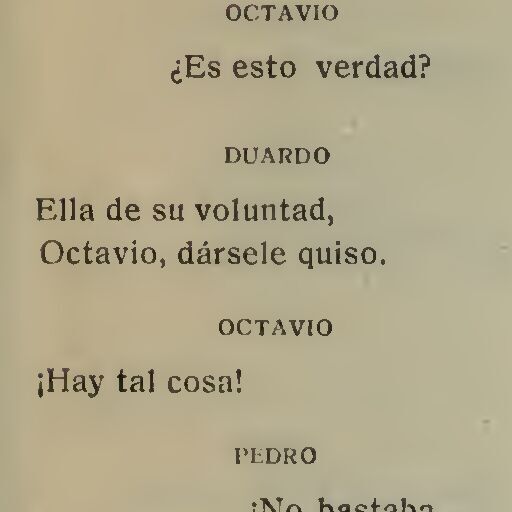 OCTAVIO
¿Es esto verdad?
DUARDO
Ella de su voluntad,
Octavio, dársele quiso.
OCTAVIO
¡Hay tal cosa!
PEDRO
¡No bastaba